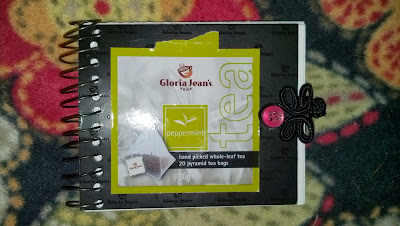 Gloria Jean's
tea
peppermint
hand picked whole-leaf tea
20 pyramid tea bags